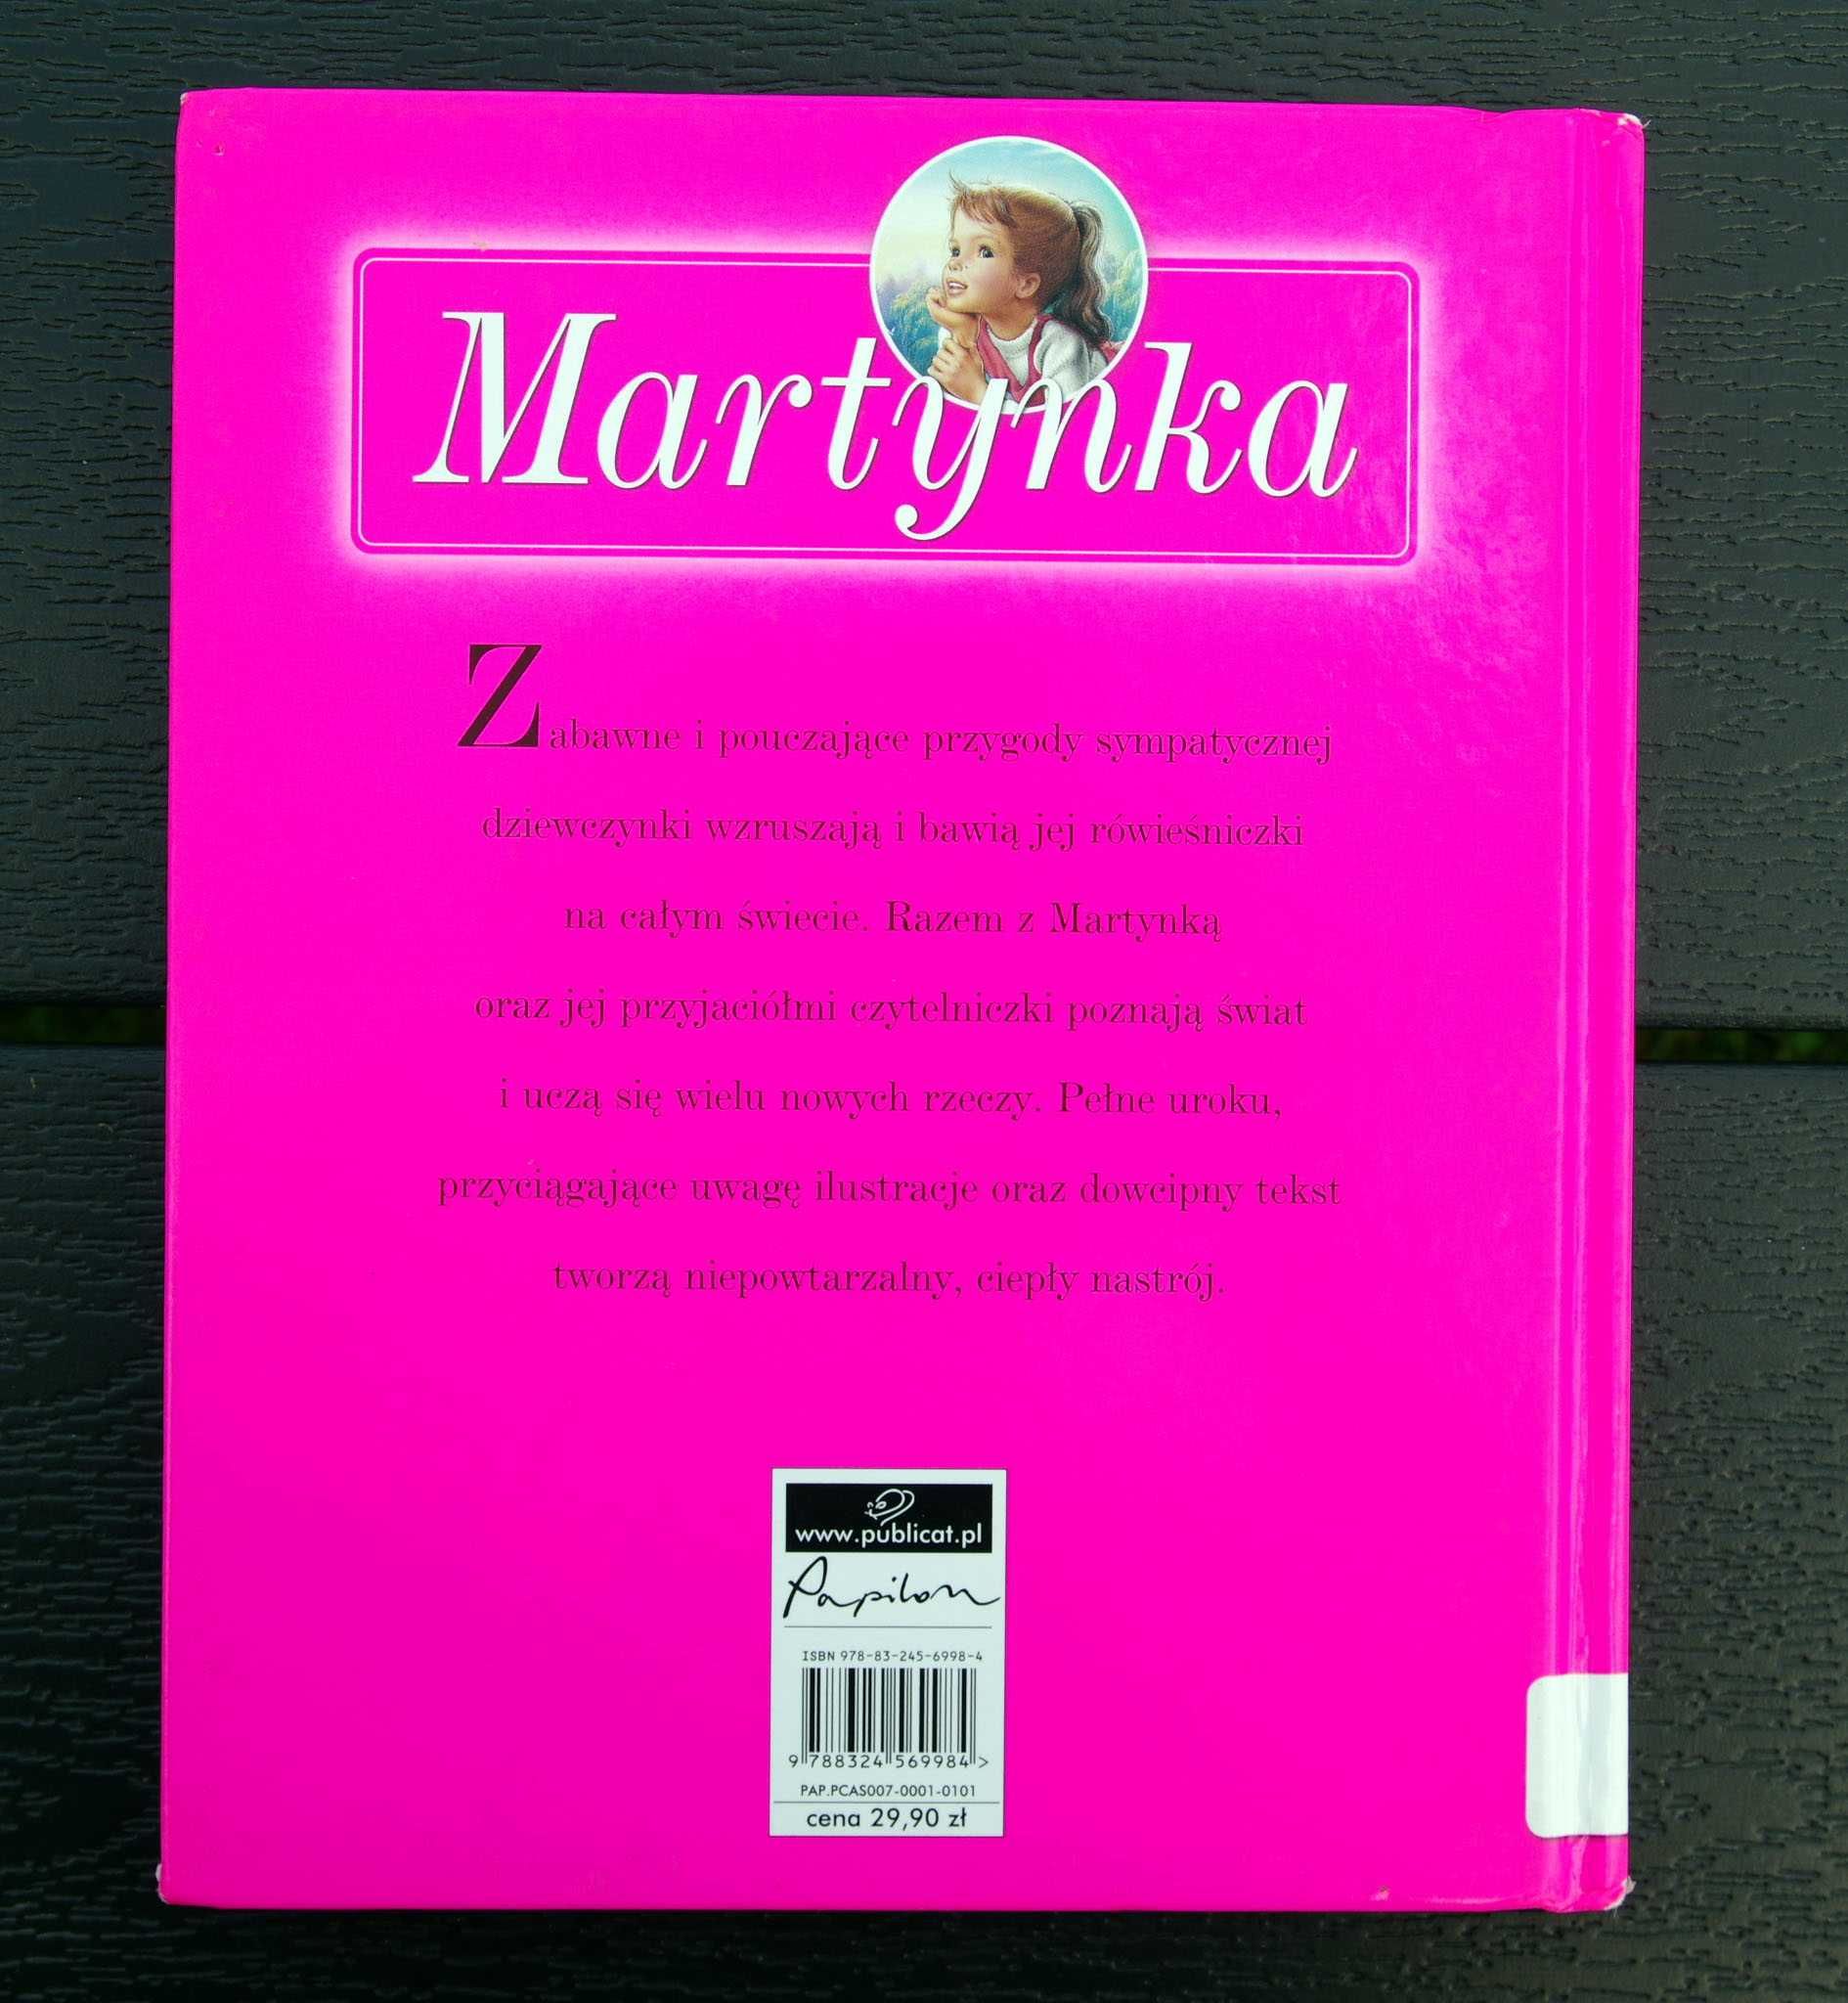 Martynka
Zabawne i pouczające przygody sympatycznej
dziewczynki wzruszają i bawią jej rówieśniczki
na całym świecie. Razem z Martynką
oraz jej przyjaciółmi czytelniczki poznają świat
i uczą się wielu nowych rzeczy. Pełne uroku,
przyciągające uwagę ilustracje oraz dowcipny tekst
tworzą niepowtarzalny, ciepły nastrój.
www.publicat.pl
Papilon
ISBN 978-83-245-6998-4
9 788324 569984 >
PAP.PCAS007-0001-0101
cena 29,90 zł